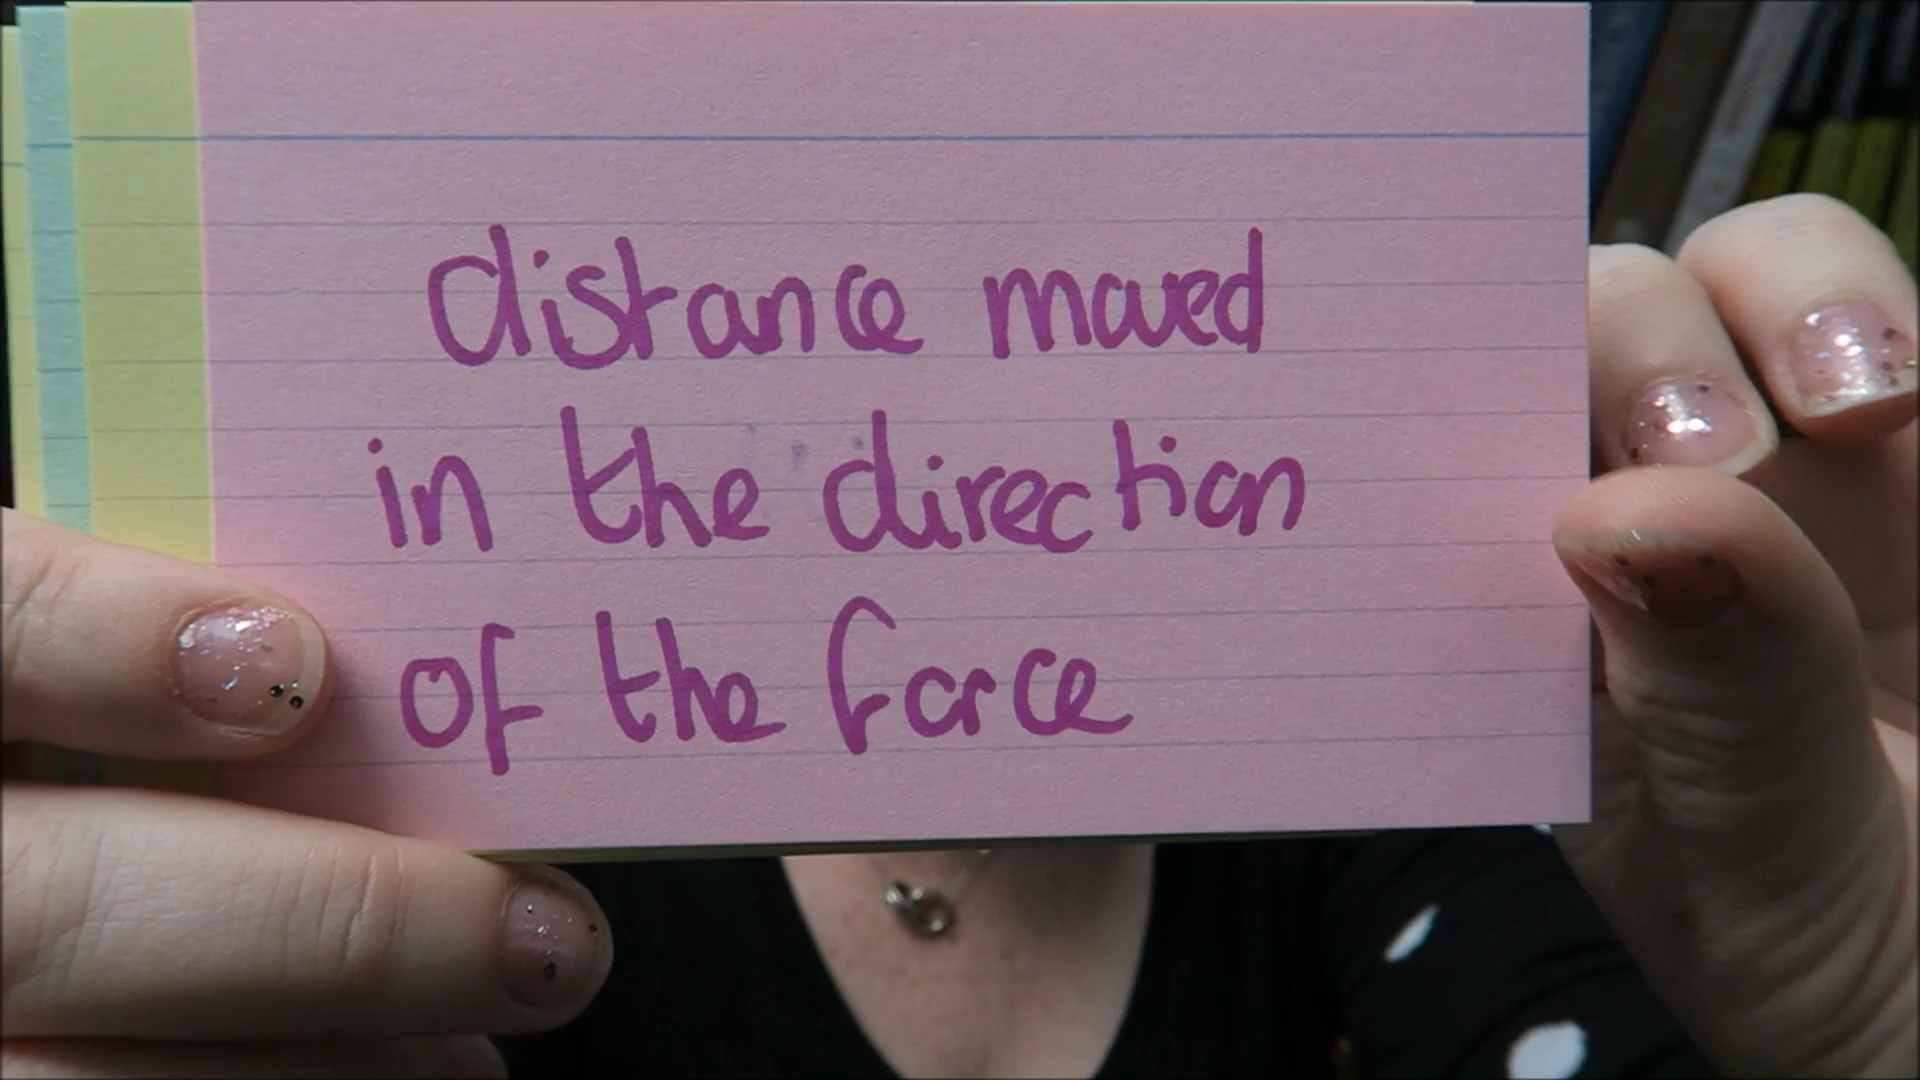 distance moved
in the direction
of the force